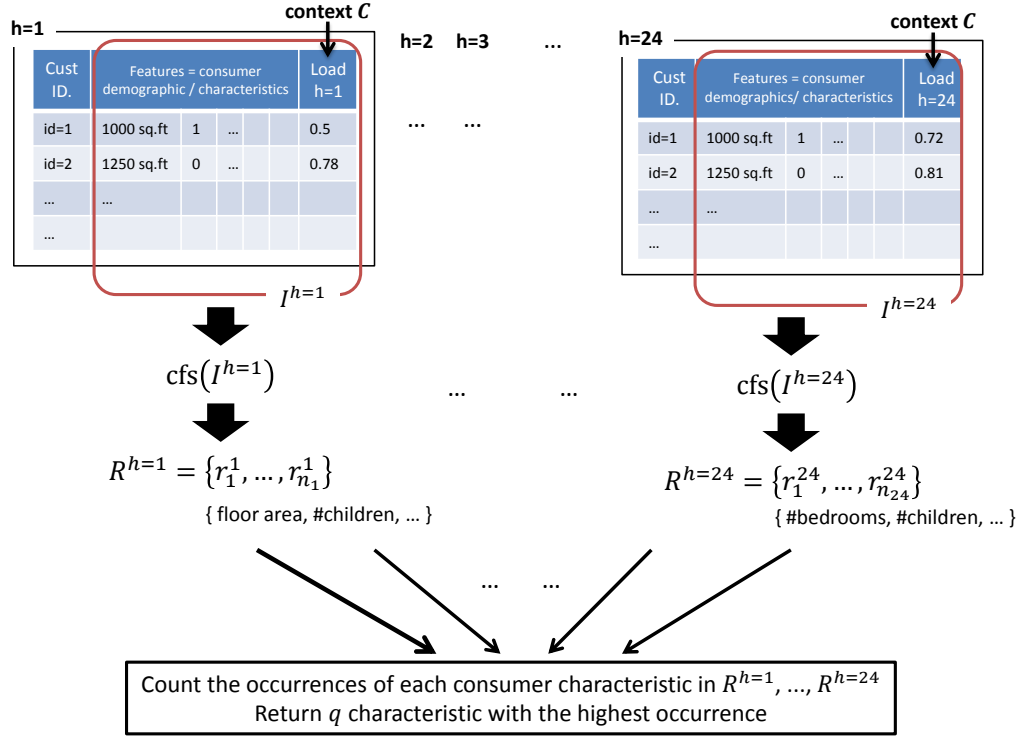 context C
h=1
Cust ID.
Features = consumer demographic / characteristics
Load h=1
id=1 1000 sq.ft 1 ... 0.5
id=2 1250 sq.ft 0 ... 0.78
... ...
...
I^{h=1}
h=2 h=3 ...
... ...
context C
h=24
Cust ID.
Features = consumer demographics/ characteristics
Load h=24
id=1 1000 sq.ft 1 ... 0.72
id=2 1250 sq.ft 0 ... 0.81
... ...
...
I^{h=24}
cfs(I^{h=1})
... ...
cfs(I^{h=24})
R^{h=1} = {r_1^1, ..., r_{n_1}^1}
{ floor area, #children, ... }
R^{h=24} = {r_1^{24}, ..., r_{n_{24}}^{24}}
{ #bedrooms, #children, ... }
... ...
Count the occurrences of each consumer characteristic in R^{h=1}, ..., R^{h=24}
Return q characteristic with the highest occurrence